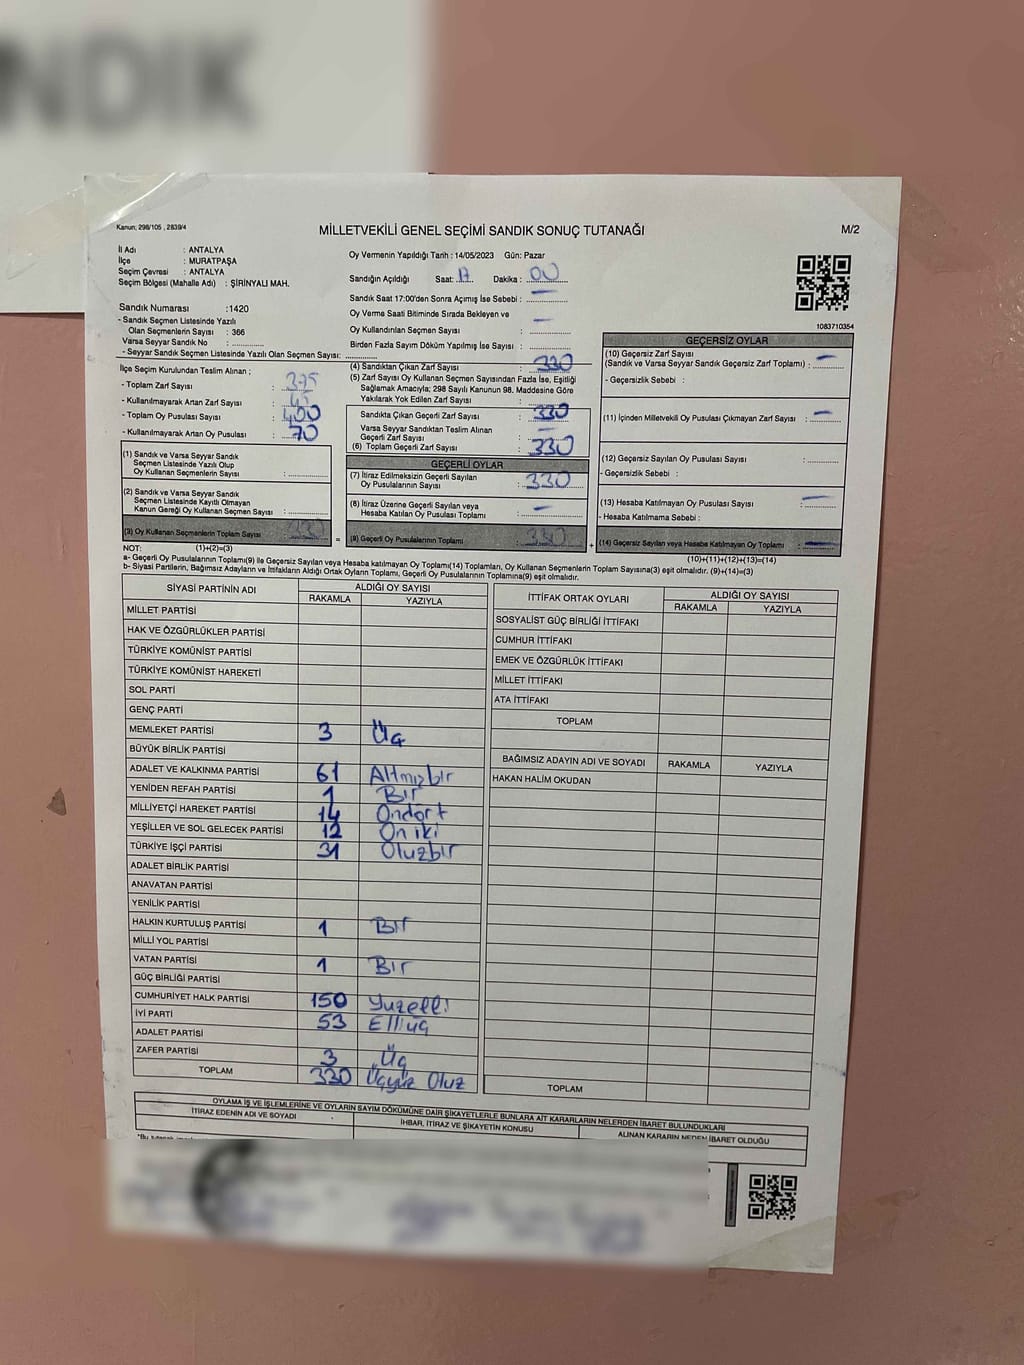 NDIK
Kanun; 298/105 , 2839/4
MİLLETVEKİLİ GENEL SEÇİMİ SANDIK SONUÇ TUTANAĞI
M/2
İl Adı : ANTALYA
İlçe : MURATPAŞA
Seçim Çevresi : ANTALYA
Seçim Bölgesi (Mahalle Adı) : ŞİRİNYALI MAH.
Sandık Numarası : 1420
- Sandık Seçmen Listesinde Yazılı
Olan Seçmenlerin Sayısı : 366
Varsa Seyyar Sandık No :
- Seyyar Sandık Seçmen Listesinde Yazılı Olan Seçmen Sayısı:
Oy Vermenin Yapıldığı Tarih : 14/05/2023 Gün: Pazar
Sandığın Açıldığı Saat: 17 Dakika : 00
Sandık Saat 17:00'den Sonra Açımış İse Sebebi :
Oy Verme Saati Bitiminde Sırada Bekleyen ve
Oy Kullandırılan Seçmen Sayısı :
Birden Fazla Sayım Döküm Yapılmış İse Sayısı :
1083710354
İlçe Seçim Kurulundan Teslim Alınan ;
- Toplam Zarf Sayısı : 375
- Kullanılmayarak Artan Zarf Sayısı : 45
- Toplam Oy Pusulası Sayısı : 400
- Kullanılmayarak Artan Oy Pusulası : 70
(1) Sandık ve Varsa Seyyar Sandık
Seçmen Listesinde Yazılı Olup
Oy Kullanan Seçmenlerin Sayısı :
(2) Sandık ve Varsa Seyyar Sandık
Seçmen Listesinde Kayıtlı Olmayan
Kanun Gereği Oy Kullanan Seçmen Sayısı :
(3) Oy Kullanan Seçmenlerin Toplam Sayısı : 330
(4) Sandıktan Çıkan Zarf Sayısı : 330
(5) Zarf Sayısı Oy Kullanan Seçmen Sayısından Fazla İse, Eşitliği
Sağlamak Amacıyla; 298 Sayılı Kanunun 98. Maddesine Göre
Yakılarak Yok Edilen Zarf Sayısı :
Sandıkta Çıkan Geçerli Zarf Sayısı : 330
Varsa Seyyar Sandıktan Teslim Alınan
Geçerli Zarf Sayısı :
(6) Toplam Geçerli Zarf Sayısı : 330
GEÇERLİ OYLAR
(7) İtiraz Edilmeksizin Geçerli Sayılan
Oy Pusulalarının Sayısı : 330
(8) İtiraz Üzerine Geçerli Sayılan veya
Hesaba Katılan Oy Pusulası Toplamı :
(9) Geçerli Oy Pusulalarının Toplamı : 330
GEÇERSİZ OYLAR
(10) Geçersiz Zarf Sayısı
(Sandık ve Varsa Seyyar Sandık Geçersiz Zarf Toplamı) :
- Geçersizlik Sebebi :
(11) İçinden Milletvekili Oy Pusulası Çıkmayan Zarf Sayısı :
(12) Geçersiz Sayılan Oy Pusulası Sayısı :
- Geçersizlik Sebebi :
(13) Hesaba Katılmayan Oy Pusulası Sayısı :
- Hesaba Katılmama Sebebi :
(14) Geçersiz Sayılan veya Hesaba Katılmayan Oy Toplamı :
NOT: (1)+(2)=(3)
(10)+(11)+(12)+(13)=(14)
a- Geçerli Oy Pusulalarının Toplamı(9) ile Geçersiz Sayılan veya Hesaba katılmayan Oy Toplamı(14) Toplamları, Oy Kullanan Seçmenlerin Toplam Sayısına(3) eşit olmalıdır. (9)+(14)=(3)
b- Siyasi Partilerin, Bağımsız Adayların ve İttifakların Aldığı Ortak Oyların Toplamı, Geçerli Oy Pusulalarının Toplamına(9) eşit olmalıdır.
SİYASİ PARTİNİN ADI ALDIĞI OY SAYISI
RAKAMLA YAZIYLA
MİLLET PARTİSİ
HAK VE ÖZGÜRLÜKLER PARTİSİ
TÜRKİYE KOMÜNİST PARTİSİ
TÜRKİYE KOMÜNİST HAREKETİ
SOL PARTİ
GENÇ PARTİ
MEMLEKET PARTİSİ 3 Üç
BÜYÜK BİRLİK PARTİSİ
ADALET VE KALKINMA PARTİSİ 61 Altmışbir
YENİDEN REFAH PARTİSİ 1 Bir
MİLLİYETÇİ HAREKET PARTİSİ 14 Ondört
YEŞİLLER VE SOL GELECEK PARTİSİ 12 On iki
TÜRKİYE İŞÇİ PARTİSİ 31 Otuzbir
ADALET BİRLİK PARTİSİ
ANAVATAN PARTİSİ
YENİLİK PARTİSİ
HALKIN KURTULUŞ PARTİSİ 1 Bir
MİLLİ YOL PARTİSİ
VATAN PARTİSİ 1 Bir
GÜÇ BİRLİĞİ PARTİSİ
CUMHURİYET HALK PARTİSİ 150 Yüzelli
İYİ PARTİ 53 Elliüç
ADALET PARTİSİ
ZAFER PARTİSİ 3 Üç
TOPLAM 330 Üçyüz Otuz
İTTİFAK ORTAK OYLARI ALDIĞI OY SAYISI
RAKAMLA YAZIYLA
SOSYALİST GÜÇ BİRLİĞİ İTTİFAKI
CUMHUR İTTİFAKI
EMEK VE ÖZGÜRLÜK İTTİFAKI
MİLLET İTTİFAKI
ATA İTTİFAKI
TOPLAM
BAĞIMSIZ ADAYIN ADI VE SOYADI RAKAMLA YAZIYLA
HAKAN HALİM OKUDAN
TOPLAM
OYLAMA İŞ VE İŞLEMLERİNE VE OYLARIN SAYIM DÖKÜMÜNE DAİR ŞİKAYETLERLE BUNLARA AİT KARARLARIN NELERDEN İBARET BULUNDUKLARI
İTİRAZ EDENİN ADI VE SOYADI İHBAR, İTİRAZ VE ŞİKAYETİN KONUSU ALINAN KARARIN NEDEN İBARET OLDUĞU